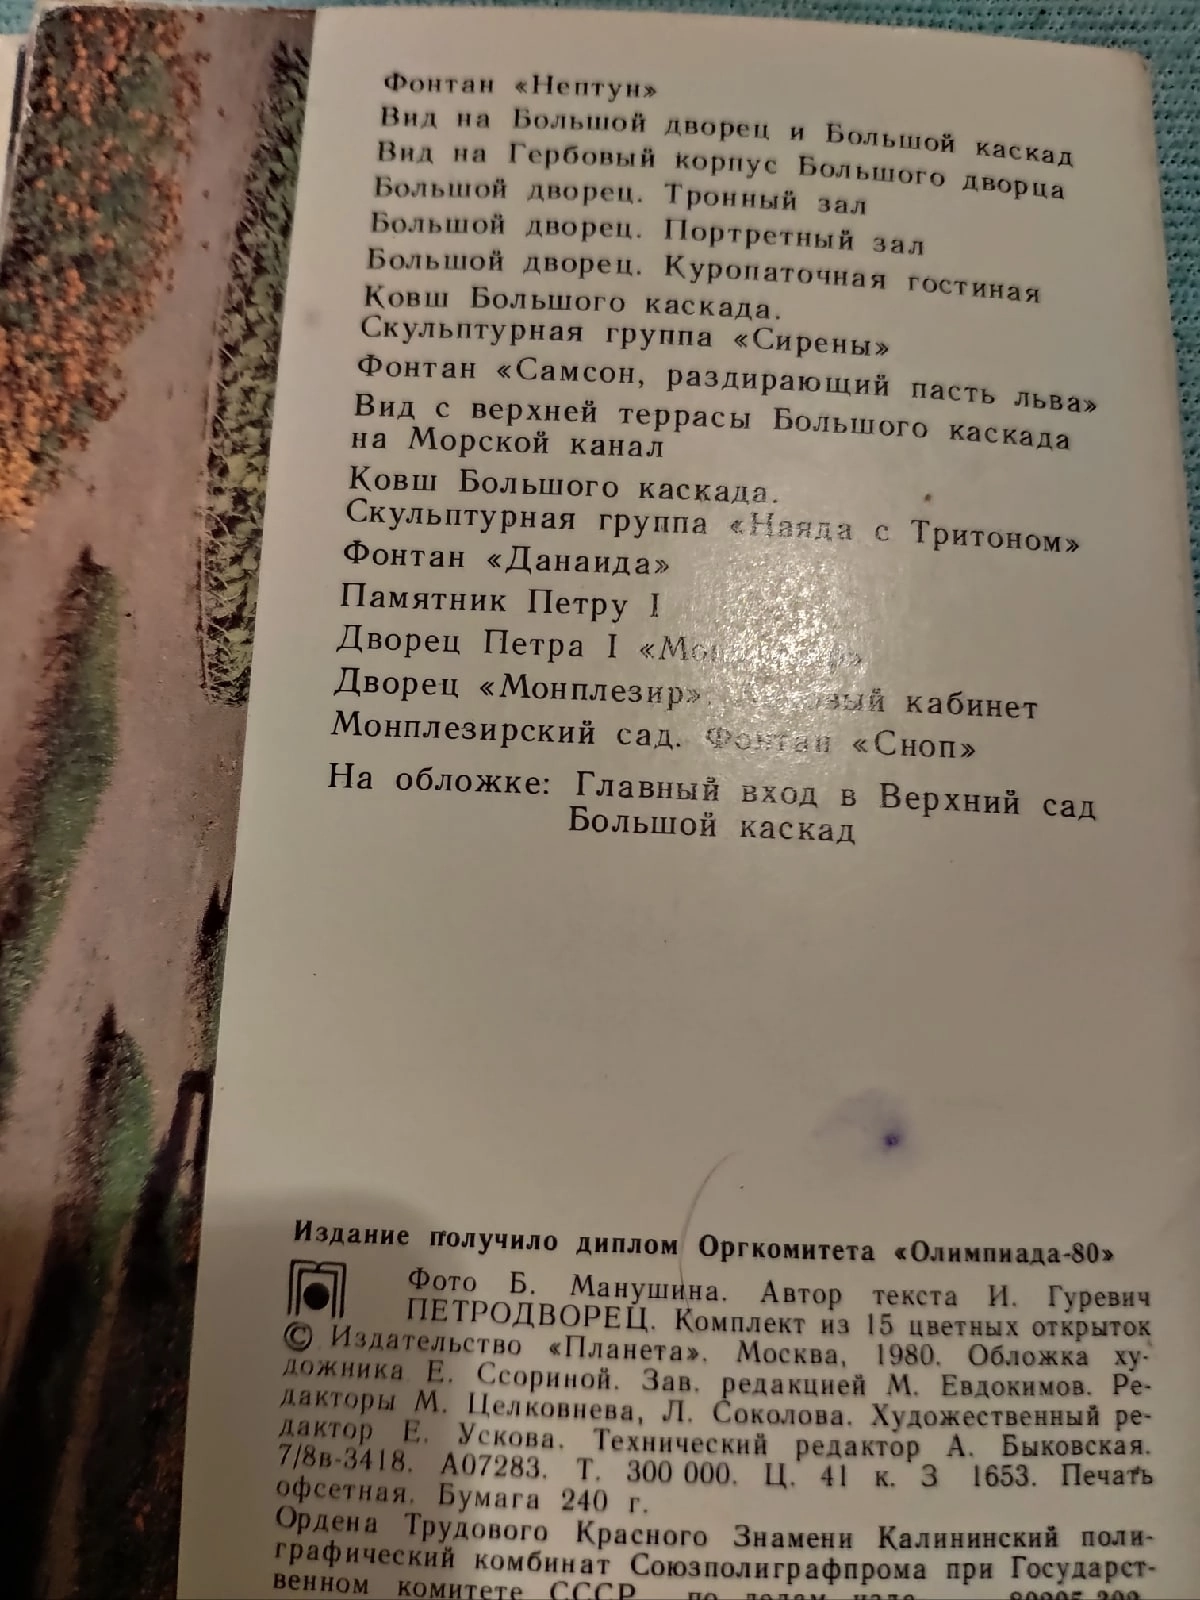 Фонтан «Нептун»
Вид на Большой дворец и Большой каскад
Вид на Гербовый корпус Большого дворца
Большой дворец. Тронный зал
Большой дворец. Портретный зал
Большой дворец. Куропаточная гостиная
Ковш Большого каскада.
Скульптурная группа «Сирены»
Фонтан «Самсон, раздирающий пасть льва»
Вид с верхней террасы Большого каскада
на Морской канал
Ковш Большого каскада.
Скульптурная группа «Наяда с Тритоном»
Фонтан «Данаида»
Памятник Петру I
Дворец Петра I
Дворец «Монплезир». кабинет
Монплезирский сад. Фонтан «Сноп»
На обложке: Главный вход в Верхний сад
Большой каскад
Издание получило диплом Оргкомитета «Олимпиада-80»
Фото Б. Манушина. Автор текста И. Гуревич
ПЕТРОДВОРЕЦ. Комплект из 15 цветных открыток
© Издательство «Планета». Москва, 1980. Обложка ху-
дожника Е. Ссориной. Зав. редакцией М. Евдокимов. Ре-
дакторы М. Целковнева, Л. Соколова. Художественный ре-
дактор Е. Ускова. Технический редактор А. Быковская.
7/8в-3418. А07283. Т. 300 000. Ц. 41 к. З 1653. Печать
офсетная. Бумага 240 г.
Ордена Трудового Красного Знамени Калининский поли-
графический комбинат Союзполиграфпрома при Государст-
венном комитете СССР по делам